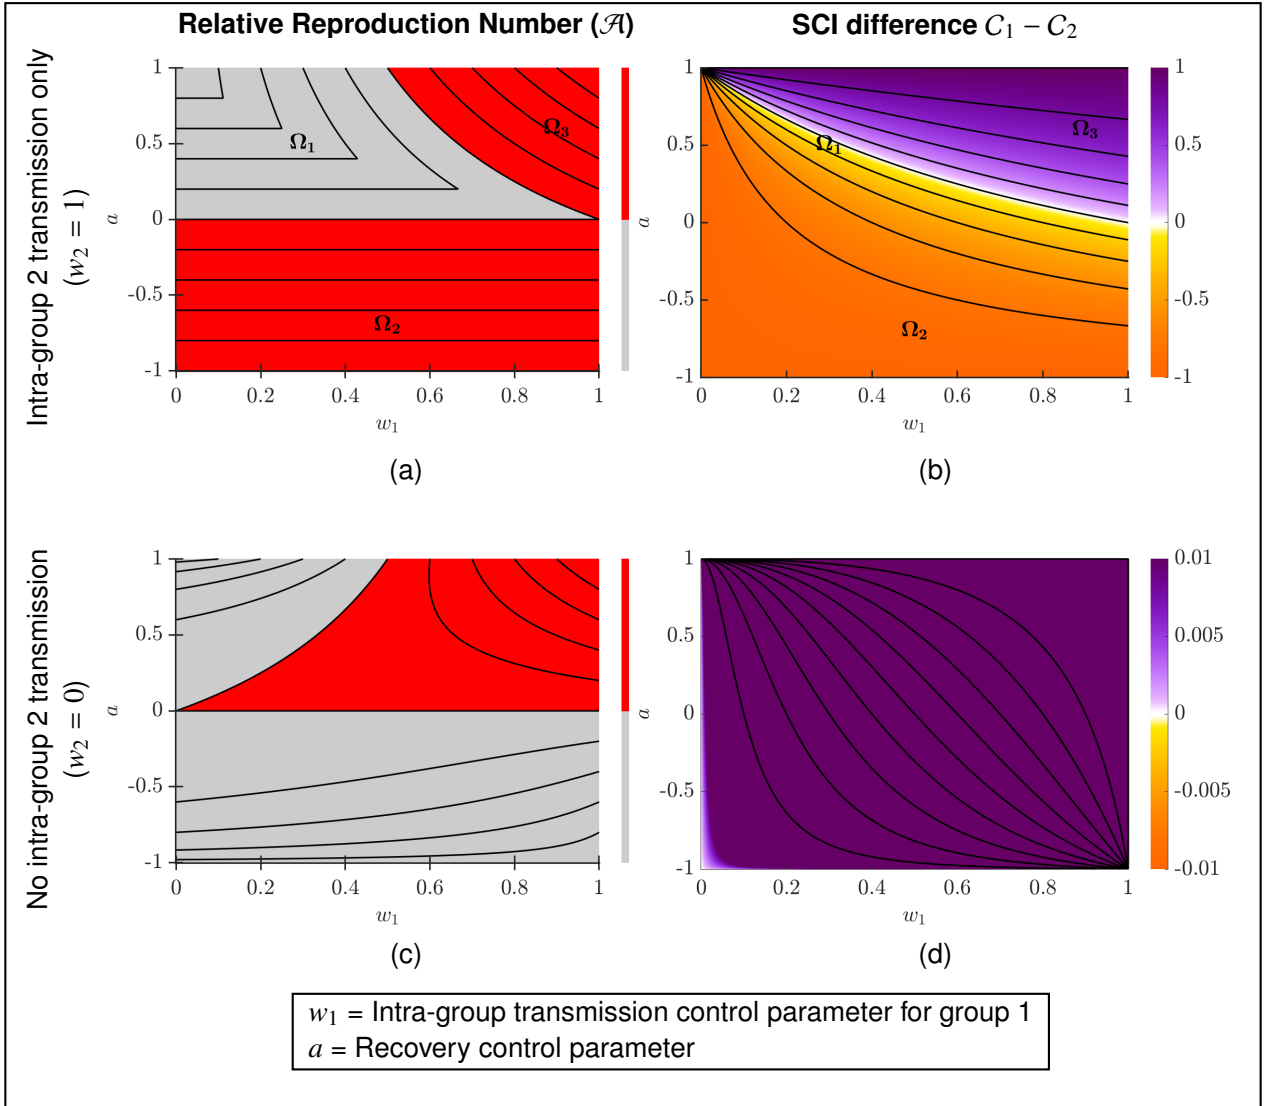 Relative Reproduction Number (𝒜)
SCI difference 𝒞₁ − 𝒞₂
Intra-group 2 transmission only
(w₂ = 1)
1
0.5
0
-0.5
-1
a
Ω₁
Ω₃
Ω₂
0 0.2 0.4 0.6 0.8 1
w₁
(a)
1
0.5
0
-0.5
-1
a
Ω₁
Ω₃
Ω₂
0 0.2 0.4 0.6 0.8 1
w₁
1
0.5
0
-0.5
-1
(b)
No intra-group 2 transmission
(w₂ = 0)
1
0.5
0
-0.5
-1
a
0 0.2 0.4 0.6 0.8 1
w₁
(c)
1
0.5
0
-0.5
-1
a
0 0.2 0.4 0.6 0.8 1
w₁
0.01
0.005
0
-0.005
-0.01
(d)
w₁ = Intra-group transmission control parameter for group 1
a = Recovery control parameter